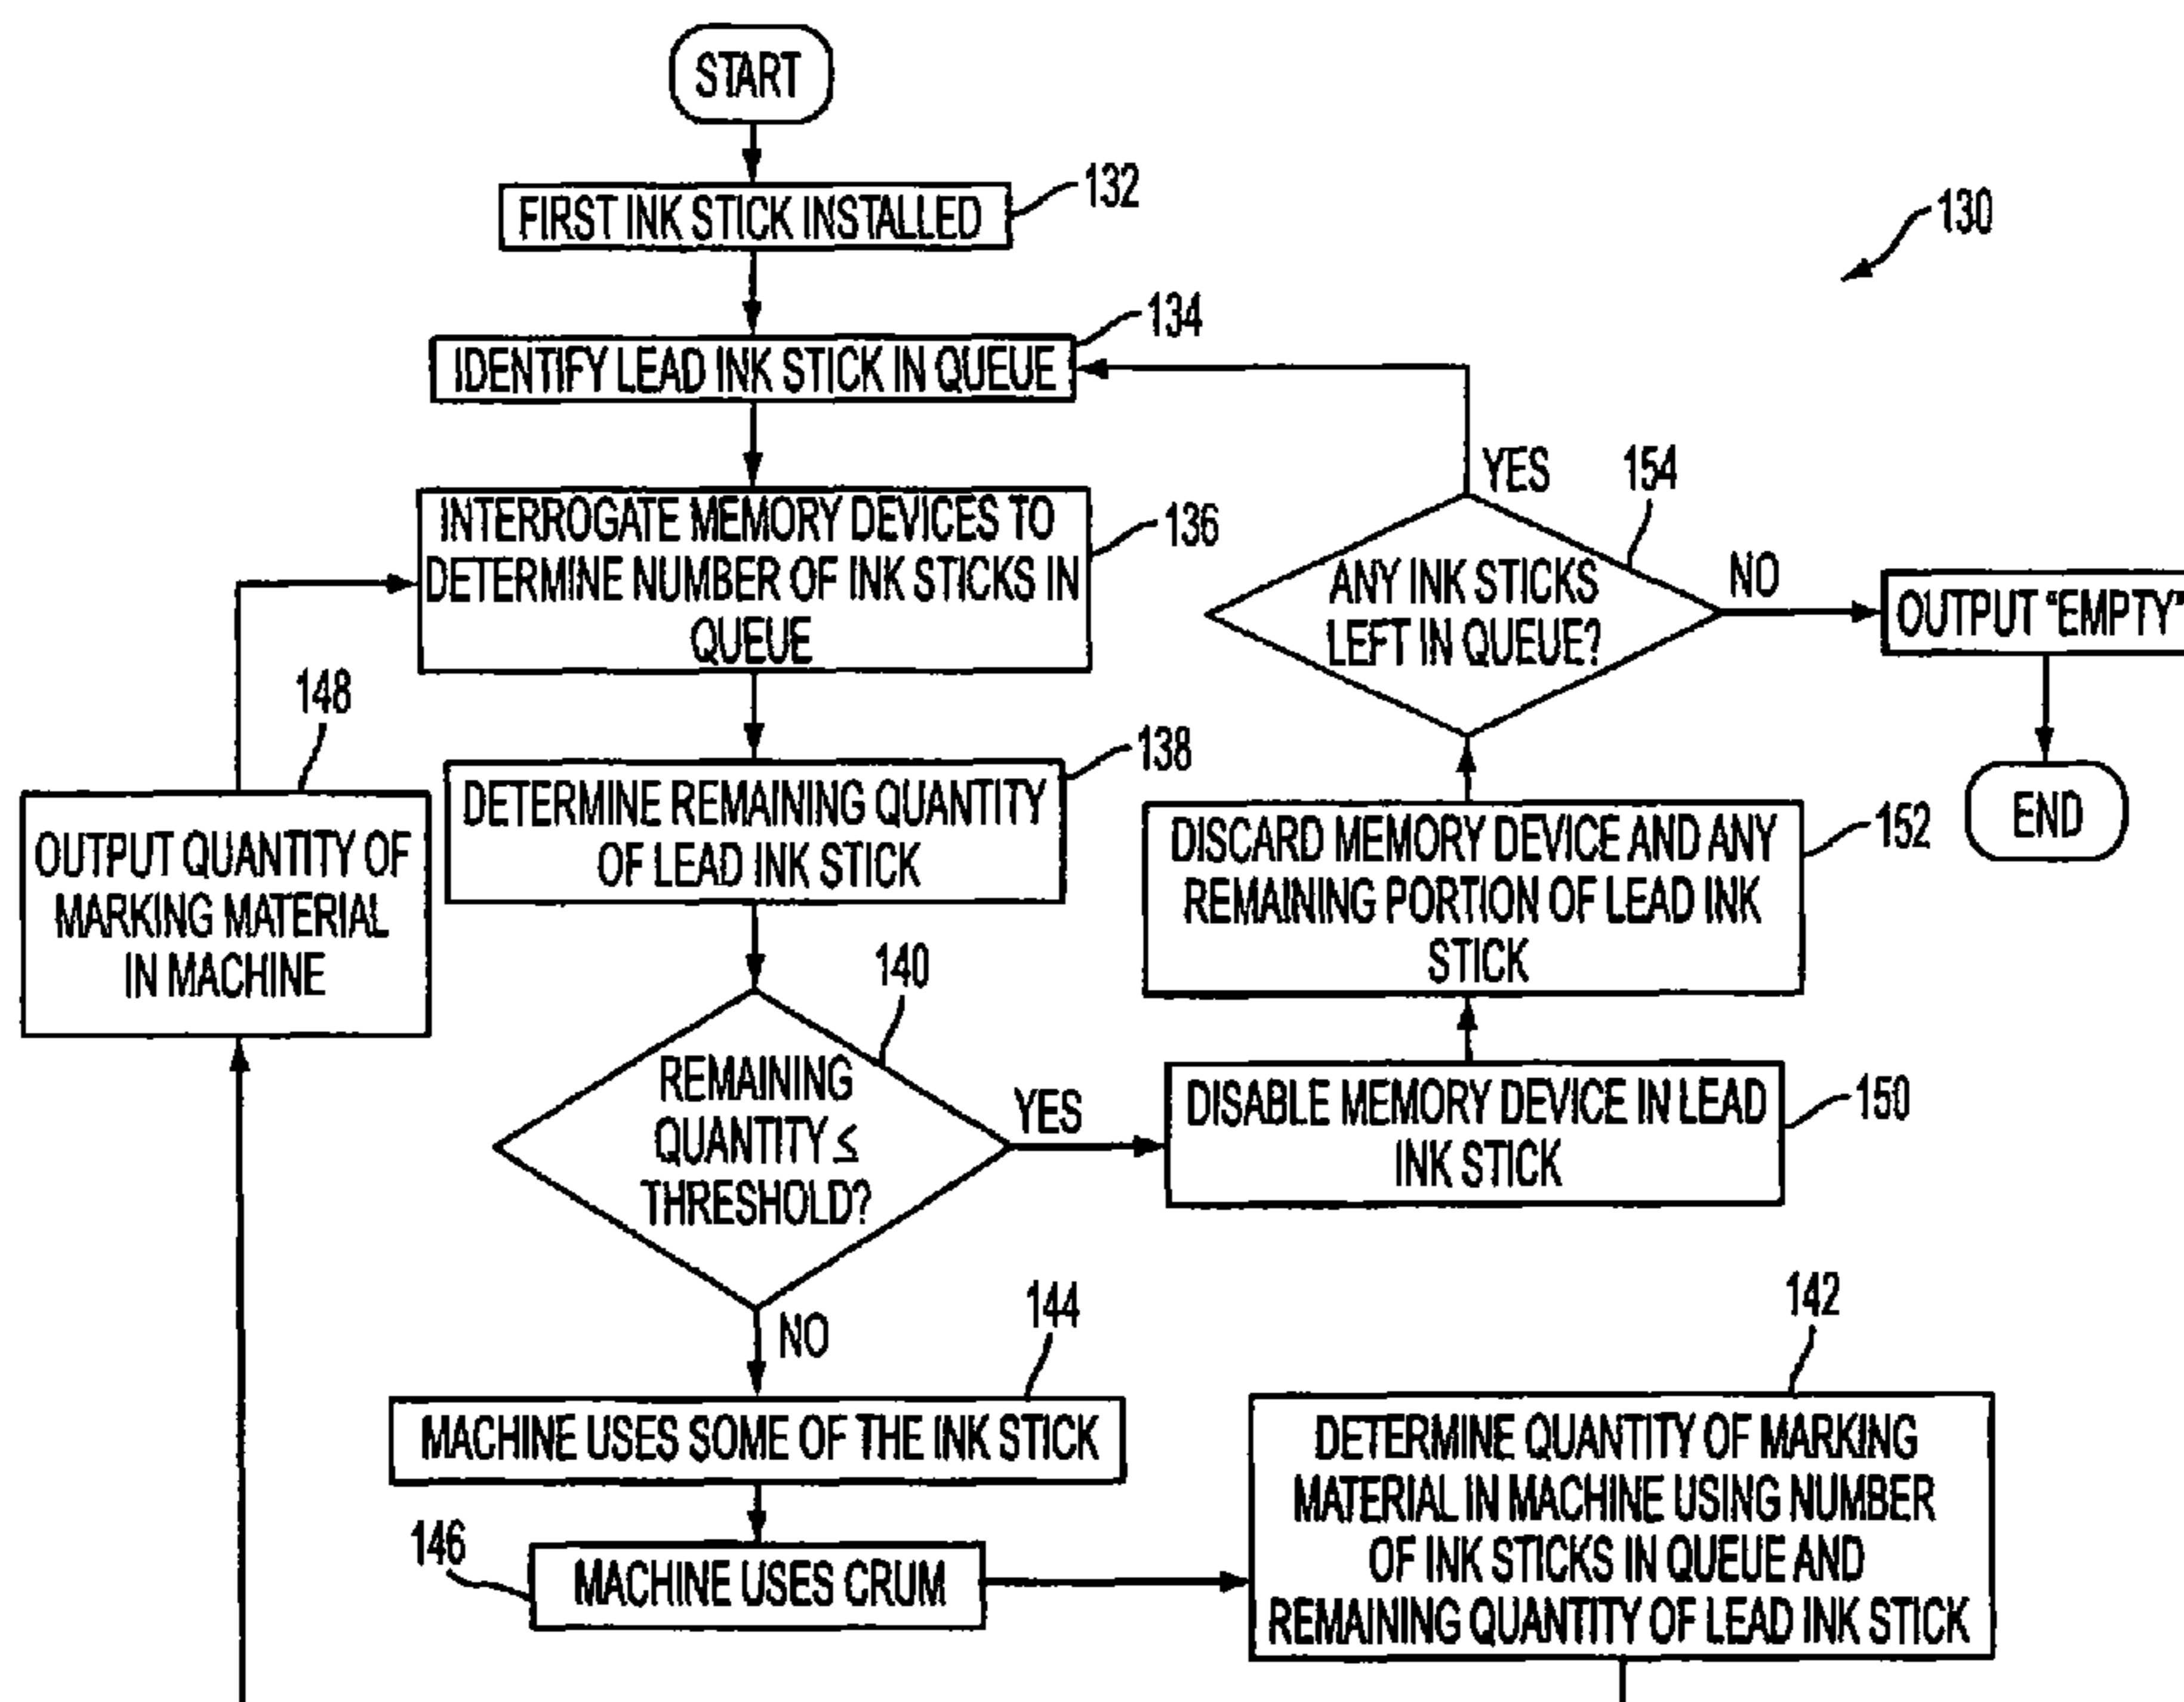 START
FIRST INK STICK INSTALLED
132
130
IDENTIFY LEAD INK STICK IN QUEUE
134
INTERROGATE MEMORY DEVICES TO
DETERMINE NUMBER OF INK STICKS IN
QUEUE
136
YES
154
ANY INK STICKS
LEFT IN QUEUE?
NO
OUTPUT "EMPTY"
END
148
OUTPUT QUANTITY OF
MARKING MATERIAL
IN MACHINE
DETERMINE REMAINING QUANTITY
OF LEAD INK STICK
138
DISCARD MEMORY DEVICE AND ANY
REMAINING PORTION OF LEAD INK
STICK
152
140
REMAINING
QUANTITY ≤
THRESHOLD?
YES
DISABLE MEMORY DEVICE IN LEAD
INK STICK
150
NO
144
MACHINE USES SOME OF THE INK STICK
146
MACHINE USES CRUM
142
DETERMINE QUANTITY OF MARKING
MATERIAL IN MACHINE USING NUMBER
OF INK STICKS IN QUEUE AND
REMAINING QUANTITY OF LEAD INK STICK